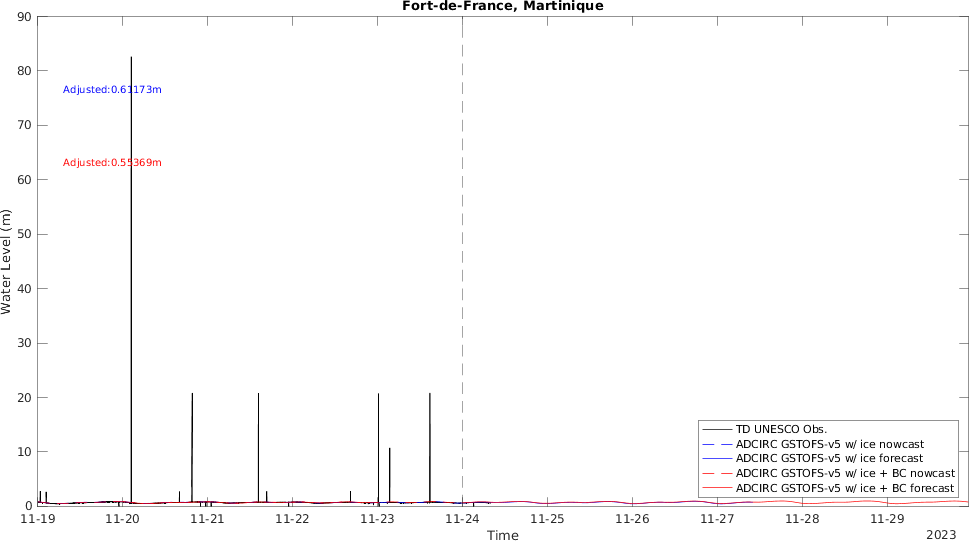 Fort-de-France, Martinique
90
80
Adjusted:0.61173m
70
Adjusted:0.55369m
60
50
Water Level (m)
40
30
20
10
0
TD UNESCO Obs.
ADCIRC GSTOFS-v5 w/ ice nowcast
ADCIRC GSTOFS-v5 w/ ice forecast
ADCIRC GSTOFS-v5 w/ ice + BC nowcast
ADCIRC GSTOFS-v5 w/ ice + BC forecast
11-19 11-20 11-21 11-22 11-23 11-24 11-25 11-26 11-27 11-28 11-29
Time
2023